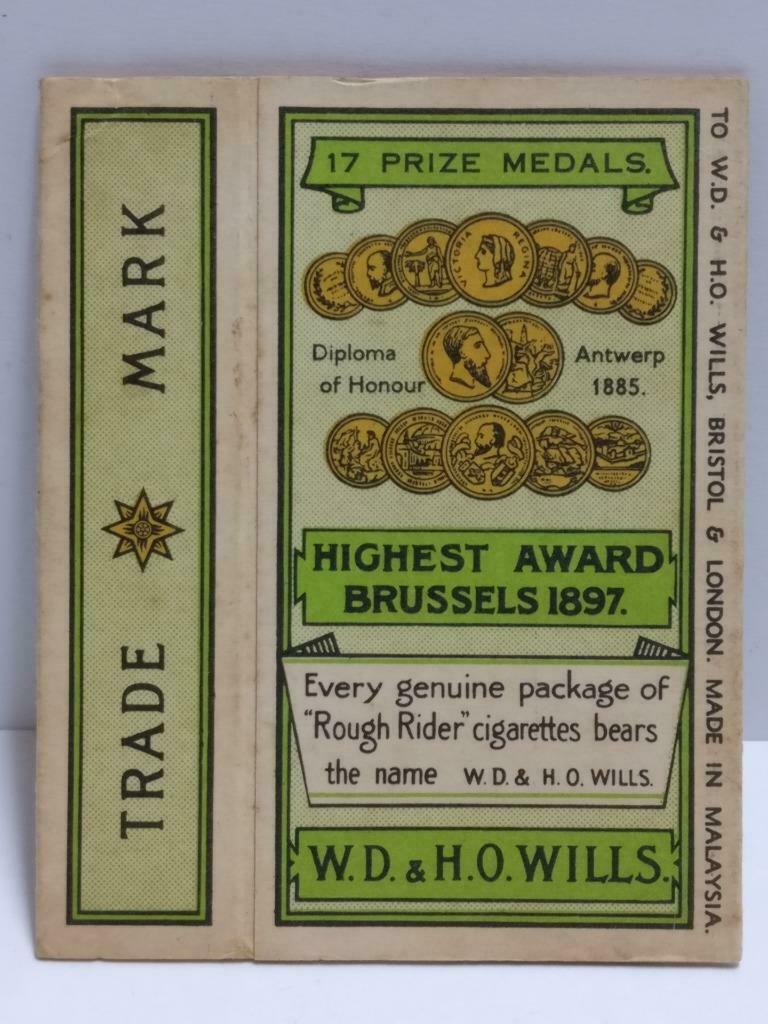 TRADE MARK
17 PRIZE MEDALS.
VICTORIA REGINA
Diploma
of Honour
Antwerp
1885.
HIGHEST AWARD
BRUSSELS 1897.
Every genuine package of
"Rough Rider" cigarettes bears
the name W.D. & H.O. WILLS.
W.D. & H.O. WILLS.
TO W.D. & H.O. WILLS, BRISTOL & LONDON. MADE IN MALAYSIA.